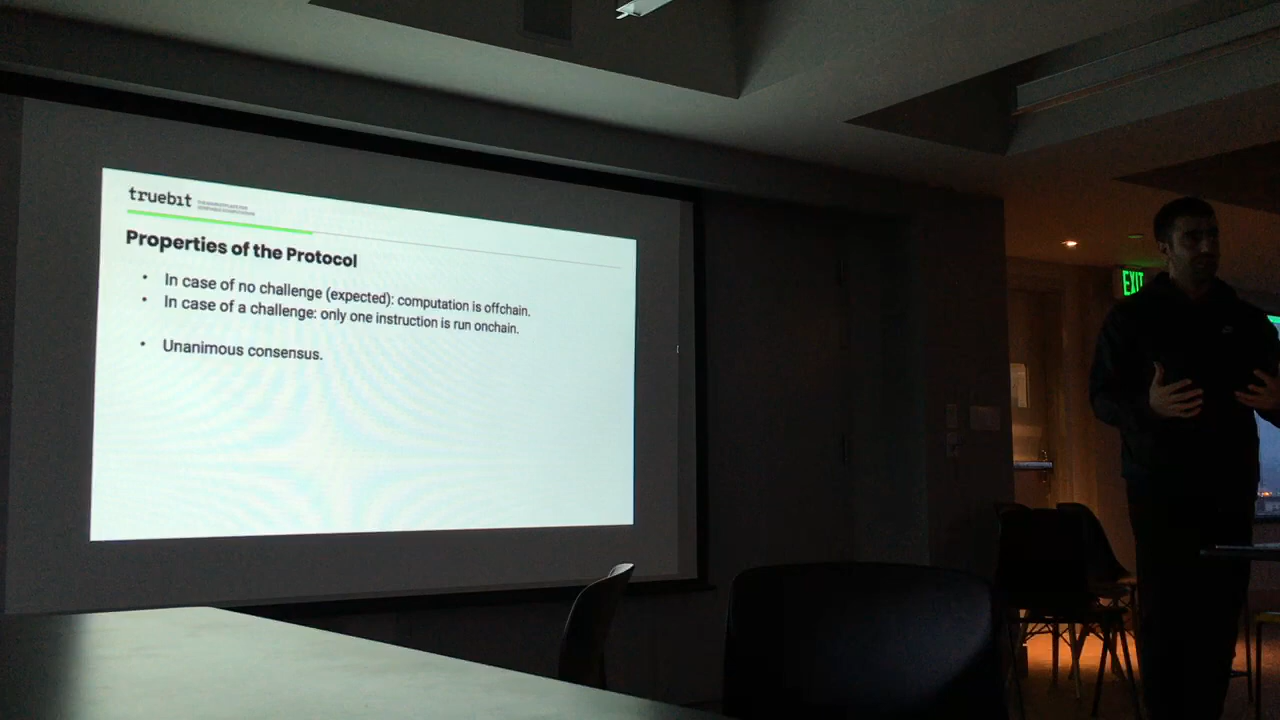 truebit
Properties of the Protocol
• In case of no challenge (expected): computation is offchain.
• In case of a challenge: only one instruction is run onchain.
• Unanimous consensus.
EXIT